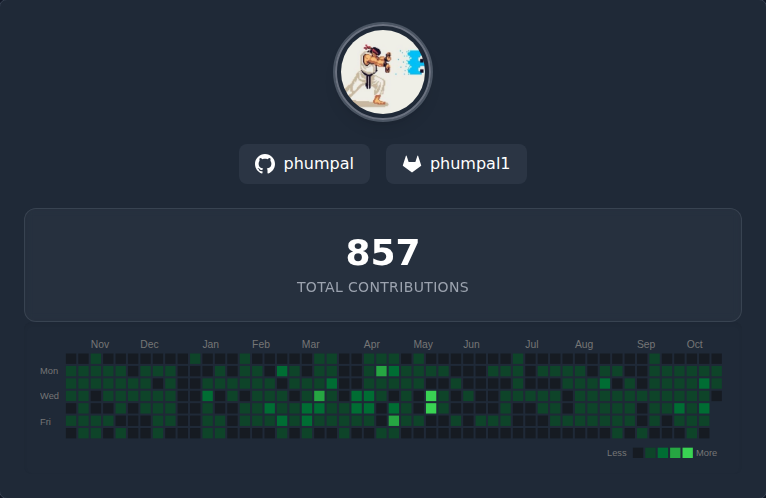 phumpal phumpal1
857
TOTAL CONTRIBUTIONS
Nov Dec Jan Feb Mar Apr May Jun Jul Aug Sep Oct
Mon
Wed
Fri
Less More